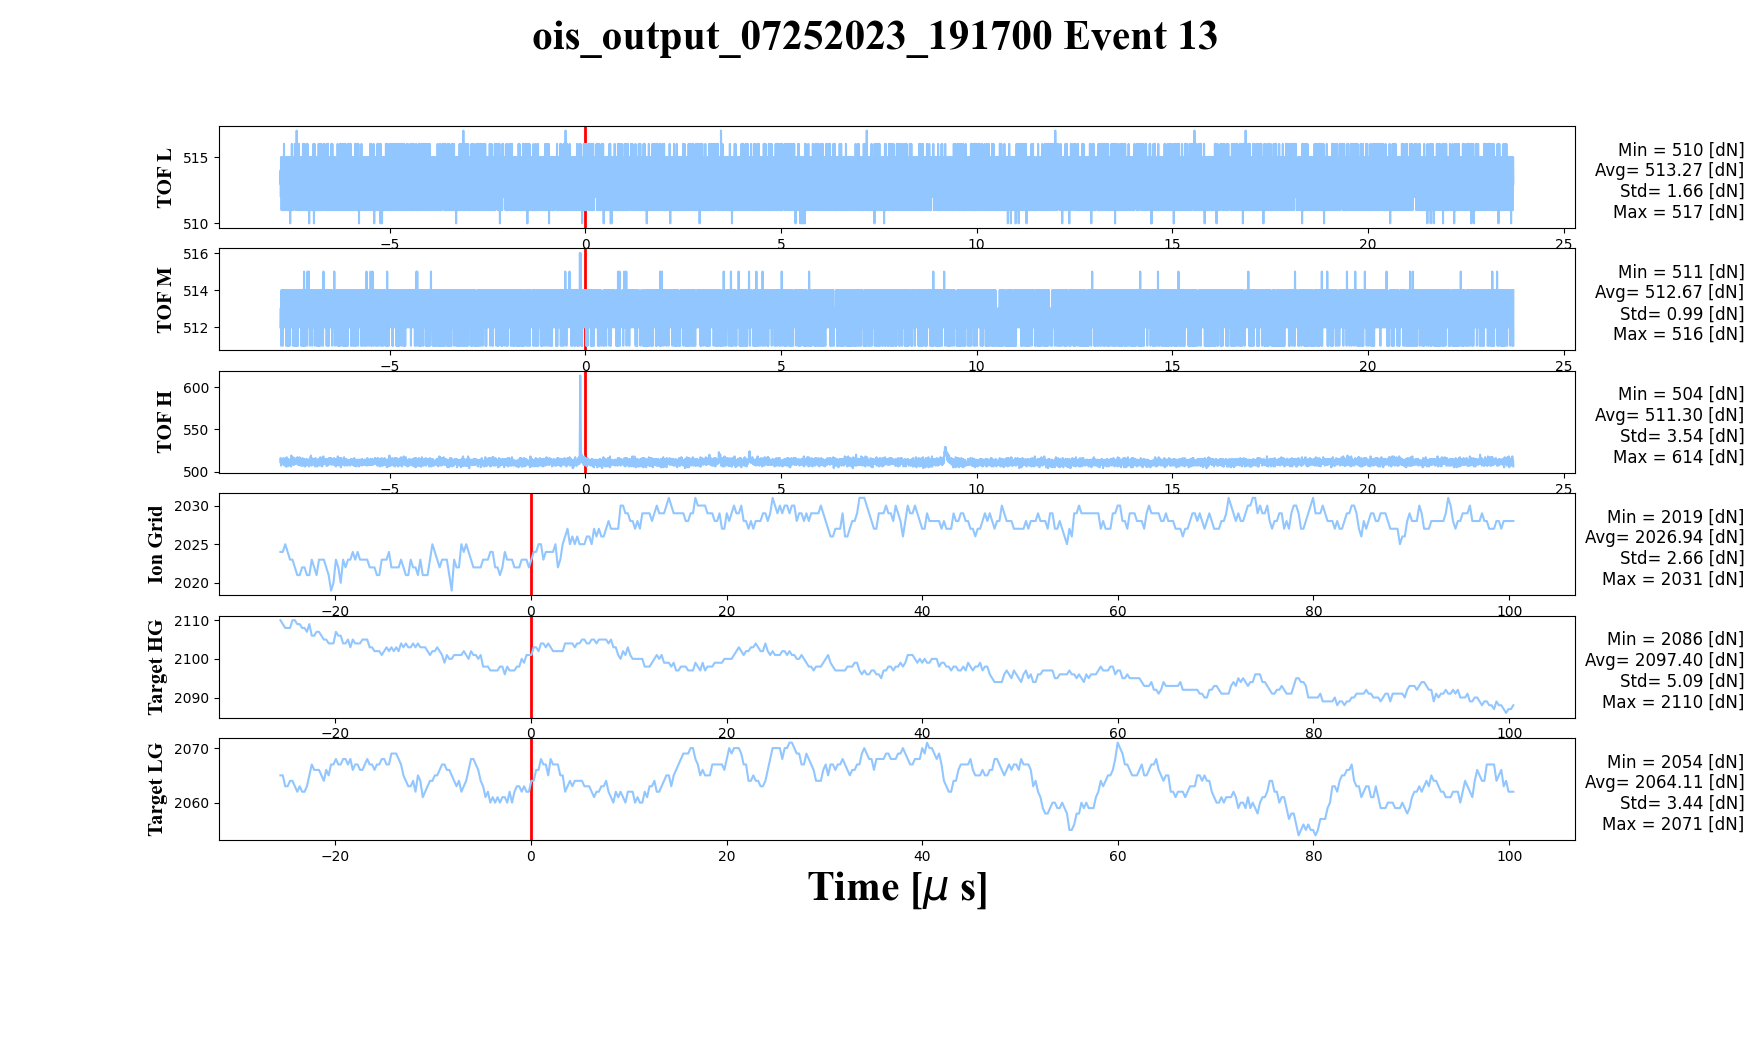 ois_output_07252023_191700 Event 13
TOF L
515
510
−5 0 5 10 15 20 25
Min = 510 [dN]
Avg= 513.27 [dN]
Std= 1.66 [dN]
Max = 517 [dN]
TOF M
516
514
512
−5 0 5 10 15 20 25
Min = 511 [dN]
Avg= 512.67 [dN]
Std= 0.99 [dN]
Max = 516 [dN]
TOF H
600
550
500
−5 0 5 10 15 20 25
Min = 504 [dN]
Avg= 511.30 [dN]
Std= 3.54 [dN]
Max = 614 [dN]
Ion Grid
2030
2025
2020
−20 0 20 40 60 80 100
Min = 2019 [dN]
Avg= 2026.94 [dN]
Std= 2.66 [dN]
Max = 2031 [dN]
Target HG
2110
2100
2090
−20 0 20 40 60 80 100
Min = 2086 [dN]
Avg= 2097.40 [dN]
Std= 5.09 [dN]
Max = 2110 [dN]
Target LG
2070
2060
−20 0 20 40 60 80 100
Min = 2054 [dN]
Avg= 2064.11 [dN]
Std= 3.44 [dN]
Max = 2071 [dN]
Time [μ s]